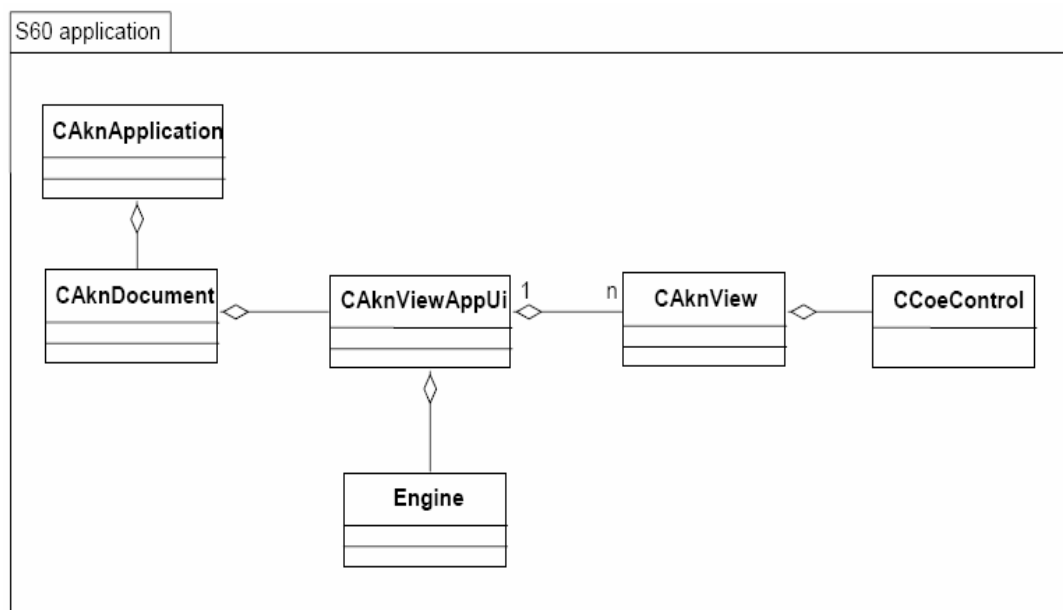 S60 application
CAknApplication
CAknDocument
CAknViewAppUi
1
n
CAknView
CCoeControl
Engine